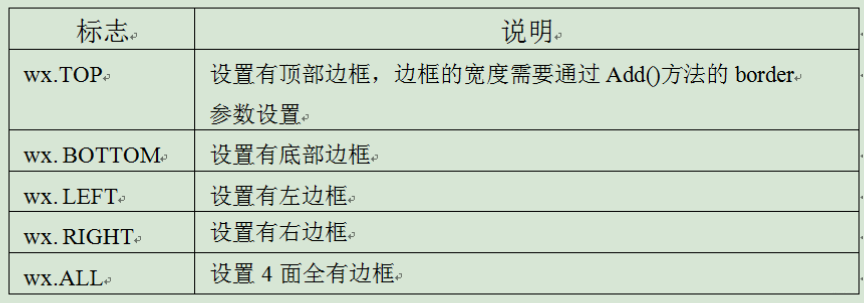 标志 说明
wx.TOP 设置有顶部边框，边框的宽度需要通过 Add()方法的 border
参数设置
wx. BOTTOM 设置有底部边框
wx. LEFT 设置有左边框
wx. RIGHT 设置有右边框
wx.ALL 设置 4 面全有边框